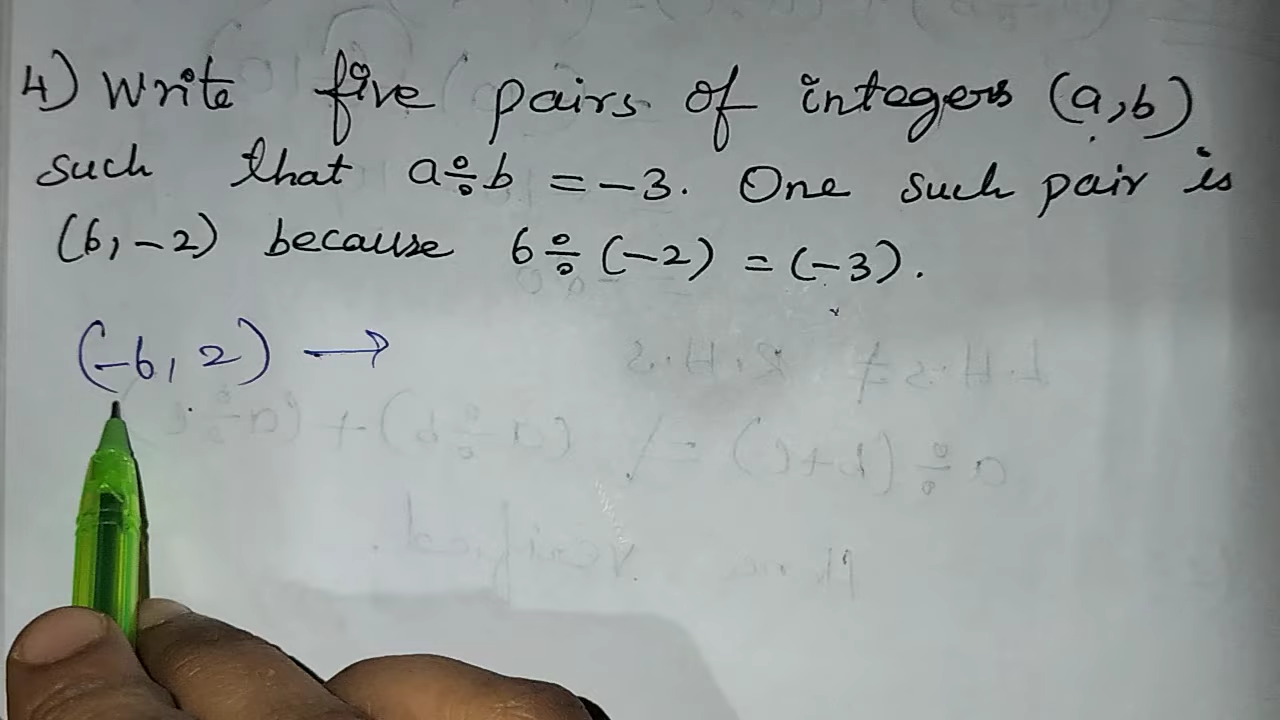 4) Write five pairs of integers (a,b)
such that a÷b = -3. One such pair is
(6,-2) because 6÷(-2) = (-3).
(-6, 2) →